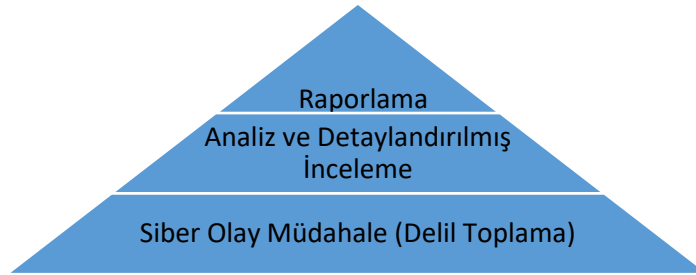 Raporlama
Analiz ve Detaylandırılmış
İnceleme
Siber Olay Müdahale (Delil Toplama)